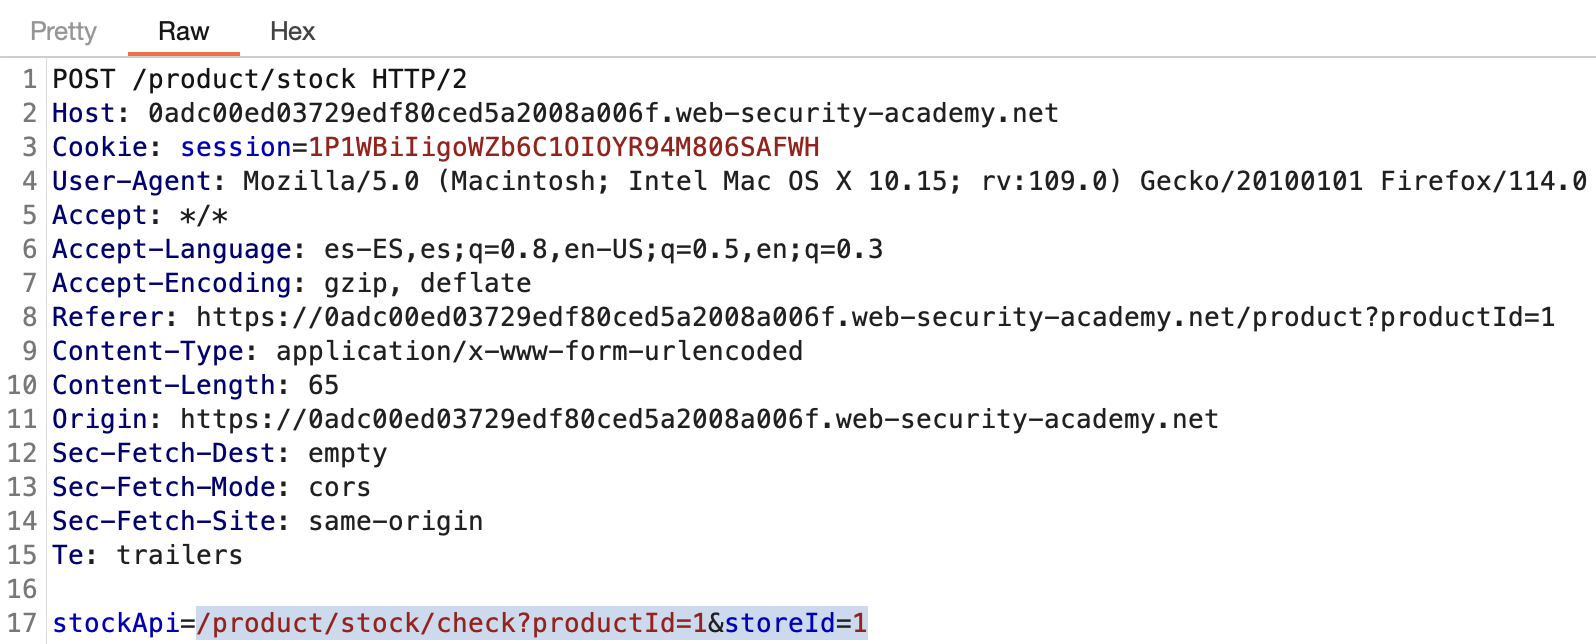 Pretty Raw Hex
1 POST /product/stock HTTP/2
2 Host: 0adc00ed03729edf80ced5a2008a006f.web-security-academy.net
3 Cookie: session=1P1WBiIigoWZb6C1OIOYR94M806SAFWH
4 User-Agent: Mozilla/5.0 (Macintosh; Intel Mac OS X 10.15; rv:109.0) Gecko/20100101 Firefox/114.0
5 Accept: */*
6 Accept-Language: es-ES,es;q=0.8,en-US;q=0.5,en;q=0.3
7 Accept-Encoding: gzip, deflate
8 Referer: https://0adc00ed03729edf80ced5a2008a006f.web-security-academy.net/product?productId=1
9 Content-Type: application/x-www-form-urlencoded
10 Content-Length: 65
11 Origin: https://0adc00ed03729edf80ced5a2008a006f.web-security-academy.net
12 Sec-Fetch-Dest: empty
13 Sec-Fetch-Mode: cors
14 Sec-Fetch-Site: same-origin
15 Te: trailers
16
17 stockApi=/product/stock/check?productId=1&storeId=1